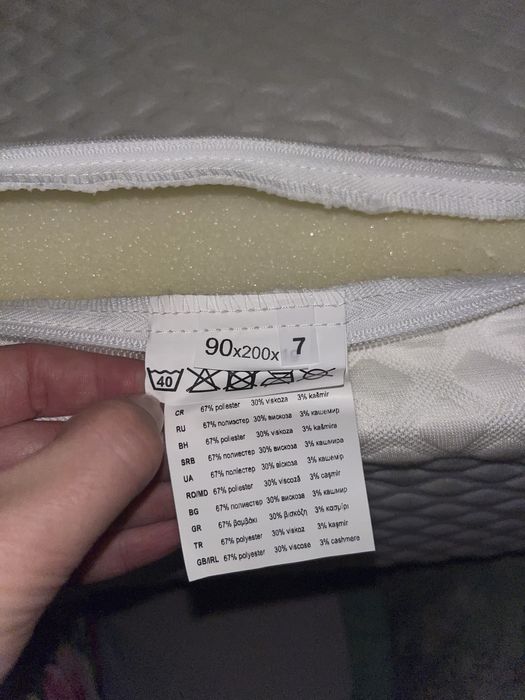 90x200x 7
40
CR 67% poliester 30% viskoza 3% kašmir
RU 67% полиэстер 30% вискоза 3% кашемир
BH 67% poliester 30% viskoza 3% kašmira
SRB 67% полиестер 30% вискоза 3% кашмира
UA 67% поліестер 30% віскоза 3% кашемір
RO/MD 67% poliester 30% viscoză 3% caşmir
BG 67% полиестер 30% вискоза 3% кашмир
GR 67% βαμβάκι 30% βισκόζη 3% κασμίρι
TR 67% polyester 30% viskoz 3% kaşmir
GB/IRL 67% polyester 30% viscose 3% cashmere